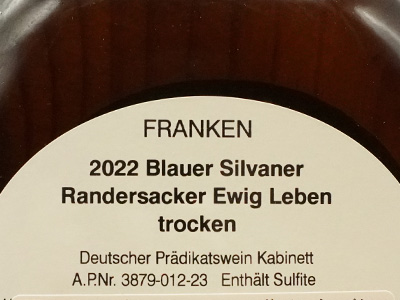 FRANKEN
2022 Blauer Silvaner
Randersacker Ewig Leben
trocken
Deutscher Prädikatswein Kabinett
A.P.Nr. 3879-012-23 Enthält Sulfite